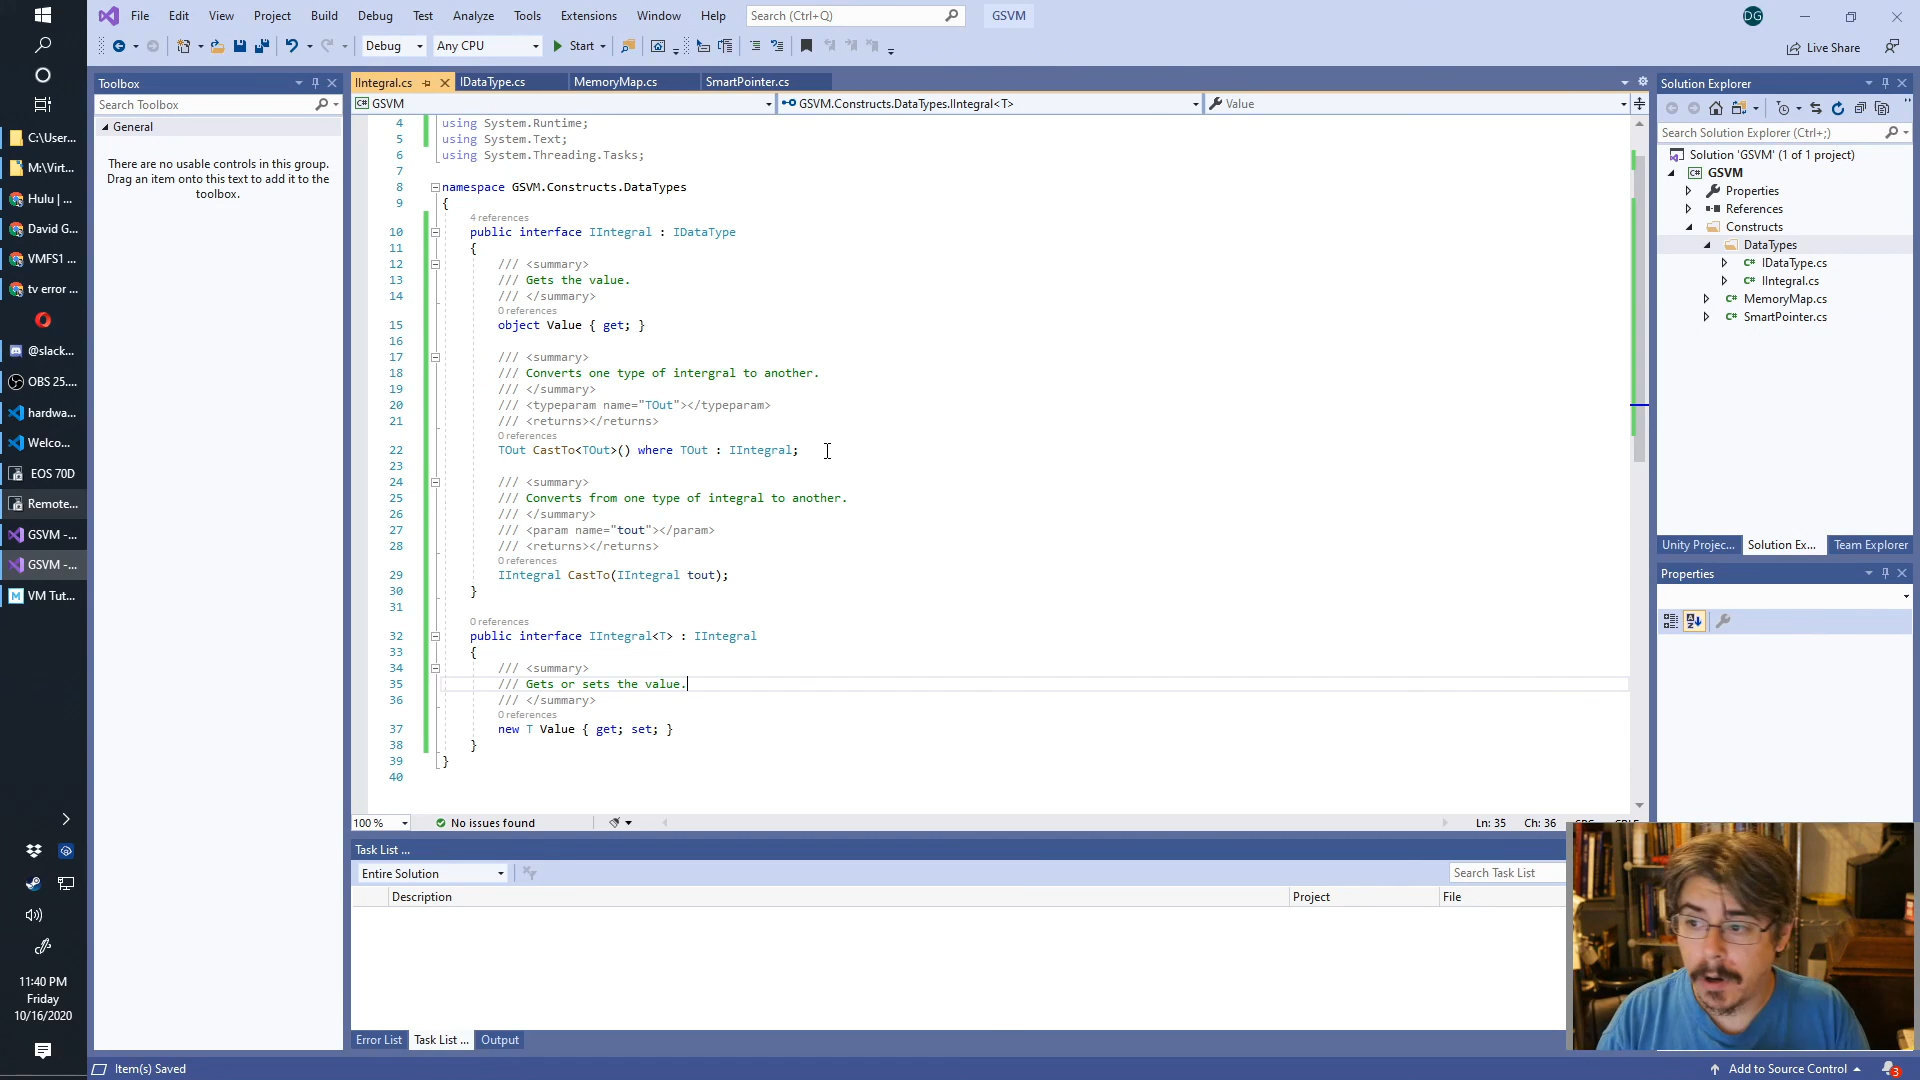 File Edit View Project Build Debug Test Analyze Tools Extensions Window Help Search (Ctrl+Q) GSVM DG
Debug Any CPU Start Live Share
Toolbox
Search Toolbox
General
There are no usable controls in this group.
Drag an item onto this text to add it to the
toolbox.
C:\User...
M:\Virt...
Hulu | ...
David G...
VMFS1 ...
tv error ...
@slack...
OBS 25....
hardwa...
Welco...
EOS 70D
Remote...
GSVM -...
GSVM -...
VM Tut...
11:40 PM
Friday
10/16/2020
IIntegral.cs IDataType.cs MemoryMap.cs SmartPointer.cs
GSVM GSVM.Constructs.DataTypes.IIntegral<T> Value
4 using System.Runtime;
5 using System.Text;
6 using System.Threading.Tasks;
7
8 namespace GSVM.Constructs.DataTypes
9 {
4 references
10 public interface IIntegral : IDataType
11 {
12 /// <summary>
13 /// Gets the value.
14 /// </summary>
0 references
15 object Value { get; }
16
17 /// <summary>
18 /// Converts one type of intergral to another.
19 /// </summary>
20 /// <typeparam name="TOut"></typeparam>
21 /// <returns></returns>
0 references
22 TOut CastTo<TOut>() where TOut : IIntegral;
23
24 /// <summary>
25 /// Converts from one type of integral to another.
26 /// </summary>
27 /// <param name="tout"></param>
28 /// <returns></returns>
0 references
29 IIntegral CastTo(IIntegral tout);
30 }
31
0 references
32 public interface IIntegral<T> : IIntegral
33 {
34 /// <summary>
35 /// Gets or sets the value.
36 /// </summary>
0 references
37 new T Value { get; set; }
38 }
39 }
40
100 % No issues found Ln: 35 Ch: 36
Task List ...
Entire Solution Search Task List
Description Project File
Error List Task List ... Output
Solution Explorer
Search Solution Explorer (Ctrl+;)
Solution 'GSVM' (1 of 1 project)
GSVM
Properties
References
Constructs
DataTypes
IDataType.cs
IIntegral.cs
MemoryMap.cs
SmartPointer.cs
Unity Projec... Solution Ex... Team Explorer
Properties
Item(s) Saved Add to Source Control 3